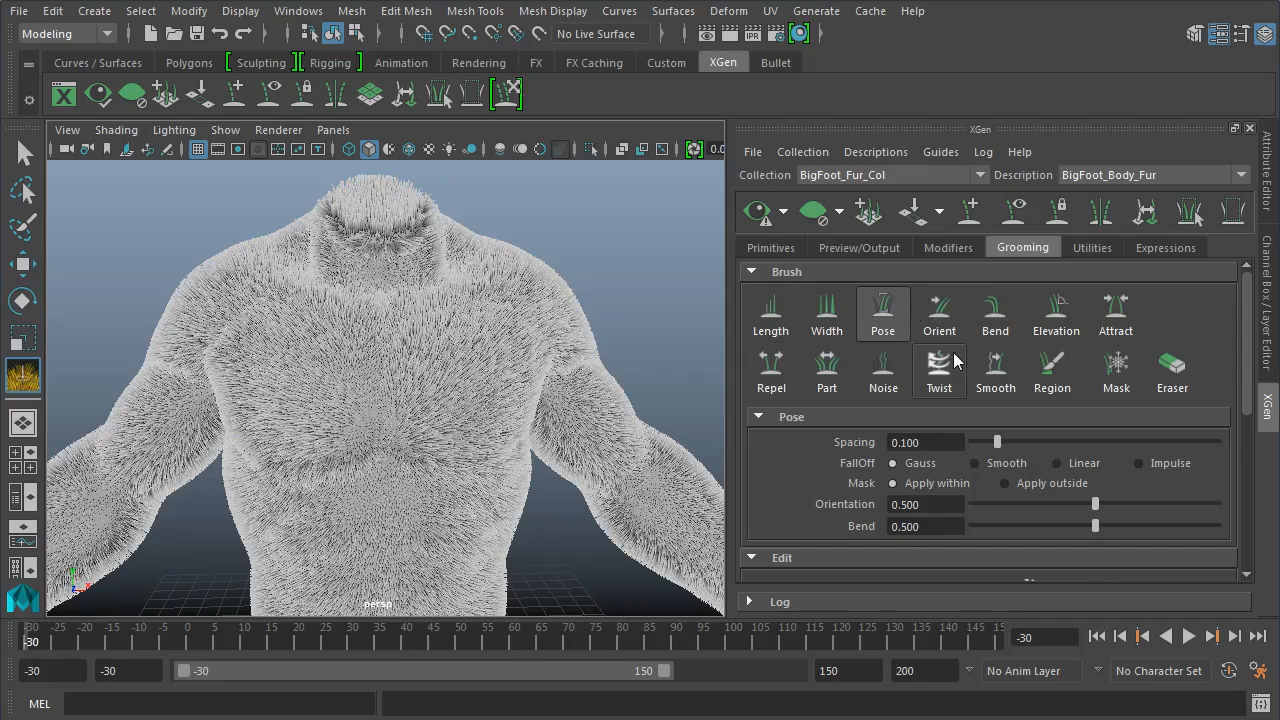 File Edit Create Select Modify Display Windows Mesh Edit Mesh Mesh Tools Mesh Display Curves Surfaces Deform UV Generate Cache Help
Modeling No Live Surface
Curves / Surfaces Polygons Sculpting Rigging Animation Rendering FX FX Caching Custom XGen Bullet
View Shading Lighting Show Renderer Panels
0.0
XGen
File Collection Descriptions Guides Log Help
Collection BigFoot_Fur_Col Description BigFoot_Body_Fur
Primitives Preview/Output Modifiers Grooming Utilities Expressions
Brush
Length Width Pose Orient Bend Elevation Attract
Repel Part Noise Twist Smooth Region Mask Eraser
Pose
Spacing 0.100
FallOff Gauss Smooth Linear Impulse
Mask Apply within Apply outside
Orientation 0.500
Bend 0.500
Edit
Log
Attribute Editor
Channel Box / Layer Editor
XGen
persp
-30 -25 -20 -15 -10 -5 0 5 10 15 20 25 30 35 40 45 50 55 60 65 70 75 80 85 90 95 100 105 110 115 120 125 130 135 140 145 15
-30 -30
-30 -30 -30 150 150 200 No Anim Layer No Character Set
MEL